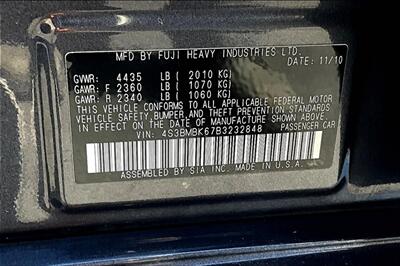 MFD BY FUJI HEAVY INDUSTRIES LTD.
DATE: 11/10
GVWR: 4435 LB ( 2010 KG)
GAWR: F 2360 LB ( 1070 KG)
GAWR: R 2340 LB ( 1060 KG)
THIS VEHICLE CONFORMS TO ALL APPLICABLE FEDERAL MOTOR
VEHICLE SAFETY, BUMPER, AND THEFT PREVENTION STANDARDS
IN EFFECT ON THE DATE OF MANUFACTURE SHOWN ABOVE.
VIN: 4S3BMBK67B3232848 PASSENGER CAR
ASSEMBLED BY SIA INC. MADE IN U.S.A.